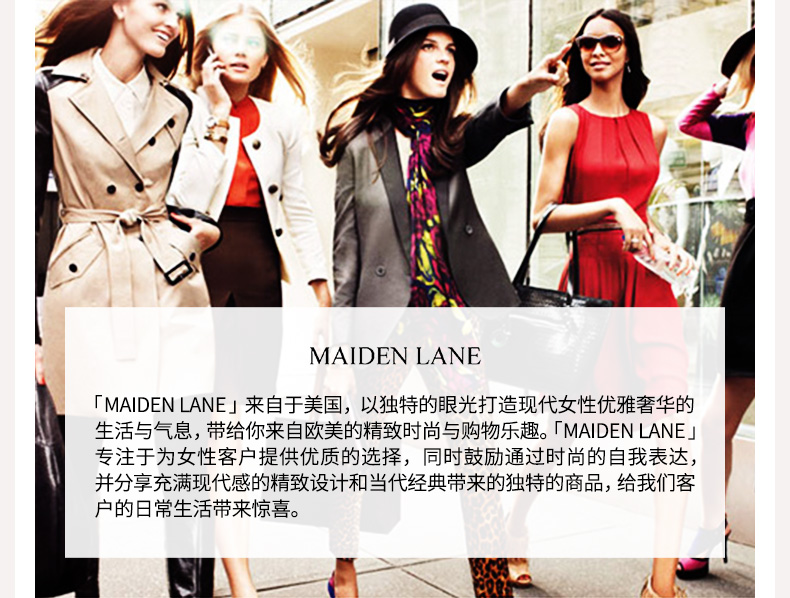 MAIDEN LANE
「MAIDEN LANE」来自于美国，以独特的眼光打造现代女性优雅奢华的
生活与气息，带给你来自欧美的精致时尚与购物乐趣。「MAIDEN LANE」
专注于为女性客户提供优质的选择，同时鼓励通过时尚的自我表达，
并分享充满现代感的精致设计和当代经典带来的独特的商品，给我们客
户的日常生活带来惊喜。